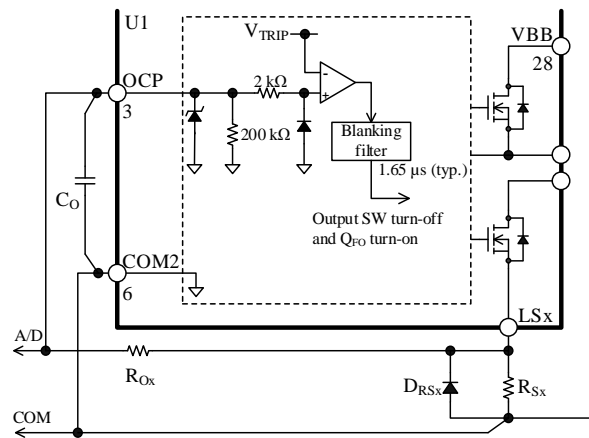 U1
VTRIP
VBB
28
OCP
3
2 kΩ
-
+
200 kΩ
Blanking
filter
1.65 µs (typ.)
CO
Output SW turn-off
and QFO turn-on
COM2
6
LSx
A/D
ROx
DRSx
RSx
COM